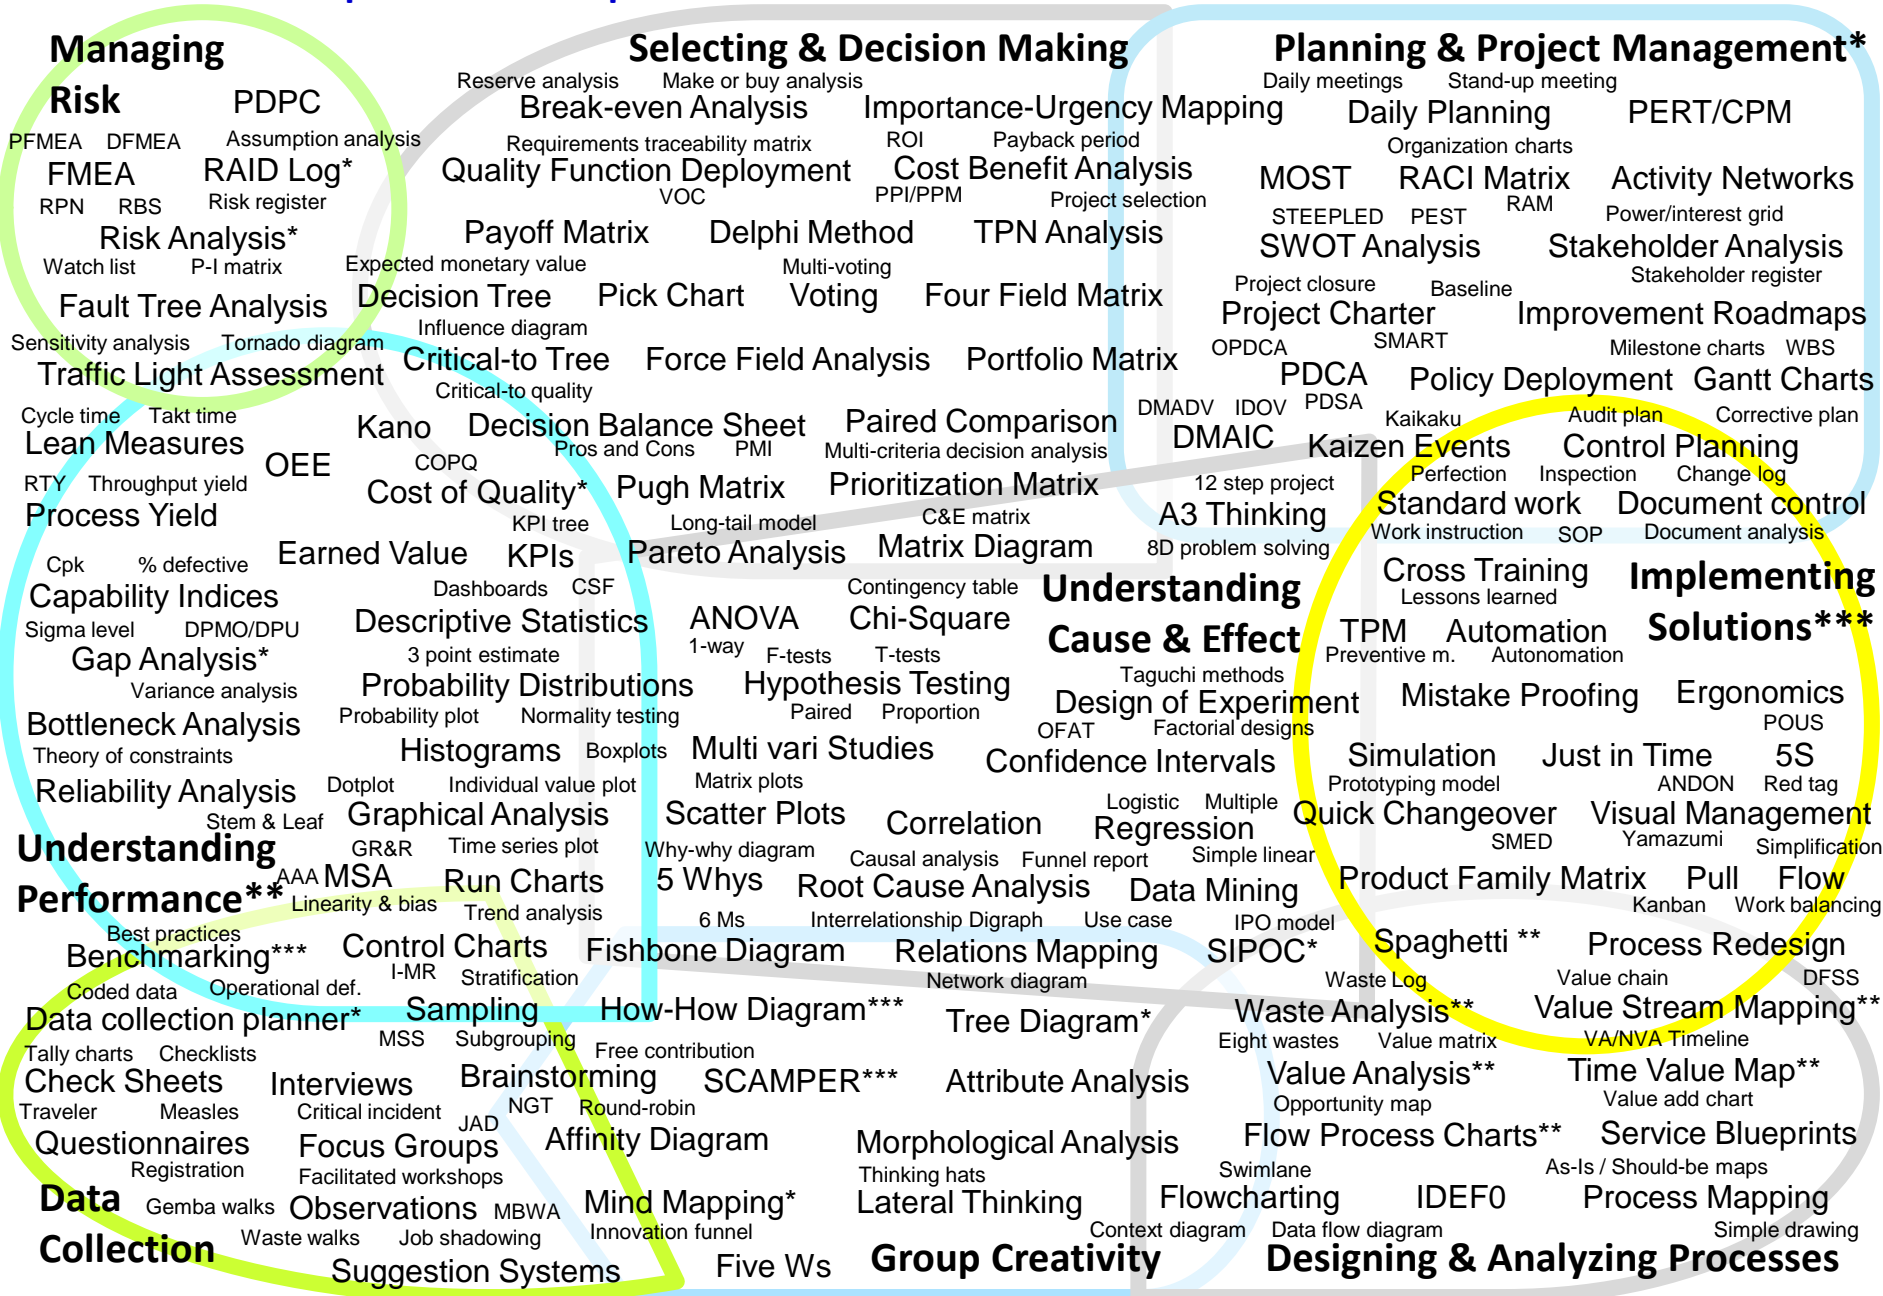 Managing
Risk
Selecting & Decision Making
Planning & Project Management*
Reserve analysis Make or buy analysis
Daily meetings Stand-up meeting
PDPC
Break-even Analysis Importance-Urgency Mapping
Daily Planning PERT/CPM
PFMEA DFMEA Assumption analysis
Requirements traceability matrix ROI Payback period
Organization charts
FMEA RAID Log*
Quality Function Deployment Cost Benefit Analysis
MOST RACI Matrix Activity Networks
RPN RBS Risk register
VOC PPI/PPM Project selection
STEEPLED PEST RAM Power/interest grid
Risk Analysis*
Payoff Matrix Delphi Method TPN Analysis
SWOT Analysis Stakeholder Analysis
Watch list P-I matrix
Expected monetary value Multi-voting
Stakeholder register
Fault Tree Analysis
Decision Tree Pick Chart Voting Four Field Matrix
Project closure Baseline
Project Charter Improvement Roadmaps
Influence diagram
Sensitivity analysis Tornado diagram
OPDCA SMART Milestone charts WBS
Traffic Light Assessment
Critical-to Tree Force Field Analysis Portfolio Matrix
PDCA Policy Deployment Gantt Charts
Critical-to quality
Cycle time Takt time
DMADV IDOV PDSA Kaikaku Audit plan Corrective plan
Lean Measures
Kano Decision Balance Sheet Paired Comparison
DMAIC Kaizen Events Control Planning
Pros and Cons PMI Multi-criteria decision analysis
OEE COPQ
Perfection Inspection Change log
RTY Throughput yield
Cost of Quality* Pugh Matrix Prioritization Matrix
12 step project
Process Yield
A3 Thinking Standard work Document control
KPI tree Long-tail model C&E matrix
Work instruction SOP Document analysis
Earned Value KPIs Pareto Analysis Matrix Diagram
8D problem solving
Cpk % defective
Cross Training
Dashboards CSF Contingency table
Lessons learned
Understanding
Cause & Effect
Implementing
Solutions***
Capability Indices
Descriptive Statistics ANOVA Chi-Square
TPM Automation
Sigma level DPMO/DPU
1-way F-tests T-tests
Preventive m. Autonomation
Gap Analysis*
3 point estimate
Taguchi methods
Variance analysis
Probability Distributions Hypothesis Testing
Design of Experiment Mistake Proofing Ergonomics
Probability plot Normality testing Paired Proportion
OFAT Factorial designs POUS
Bottleneck Analysis
Theory of constraints
Histograms Boxplots Multi vari Studies Confidence Intervals
Simulation Just in Time 5S
Dotplot Individual value plot Matrix plots
Prototyping model ANDON Red tag
Reliability Analysis
Stem & Leaf
Graphical Analysis Scatter Plots Correlation
Logistic Multiple
Regression
Quick Changeover Visual Management
SMED Yamazumi Simplification
Understanding
Performance**
GR&R Time series plot Why-why diagram Causal analysis Funnel report Simple linear
AAA MSA Run Charts 5 Whys Root Cause Analysis Data Mining
Product Family Matrix Pull Flow
Linearity & bias Trend analysis 6 Ms Interrelationship Digraph Use case IPO model
Kanban Work balancing
Best practices
Benchmarking*** Control Charts Fishbone Diagram Relations Mapping SIPOC*
Spaghetti ** Process Redesign
I-MR Stratification Network diagram
Waste Log Value chain DFSS
Coded data Operational def.
Data collection planner* Sampling How-How Diagram*** Tree Diagram*
Waste Analysis** Value Stream Mapping**
MSS Subgrouping Free contribution
Eight wastes Value matrix VA/NVA Timeline
Tally charts Checklists
Check Sheets Interviews Brainstorming SCAMPER*** Attribute Analysis
Value Analysis** Time Value Map**
Traveler Measles Critical incident JAD NGT Round-robin
Opportunity map Value add chart
Questionnaires Focus Groups Affinity Diagram Morphological Analysis
Flow Process Charts** Service Blueprints
Registration Facilitated workshops Thinking hats
Swimlane As-Is / Should-be maps
Data
Collection
Gemba walks Observations MBWA Mind Mapping* Lateral Thinking
Flowcharting IDEF0 Process Mapping
Waste walks Job shadowing Innovation funnel
Context diagram Data flow diagram Simple drawing
Suggestion Systems Five Ws
Group Creativity
Designing & Analyzing Processes